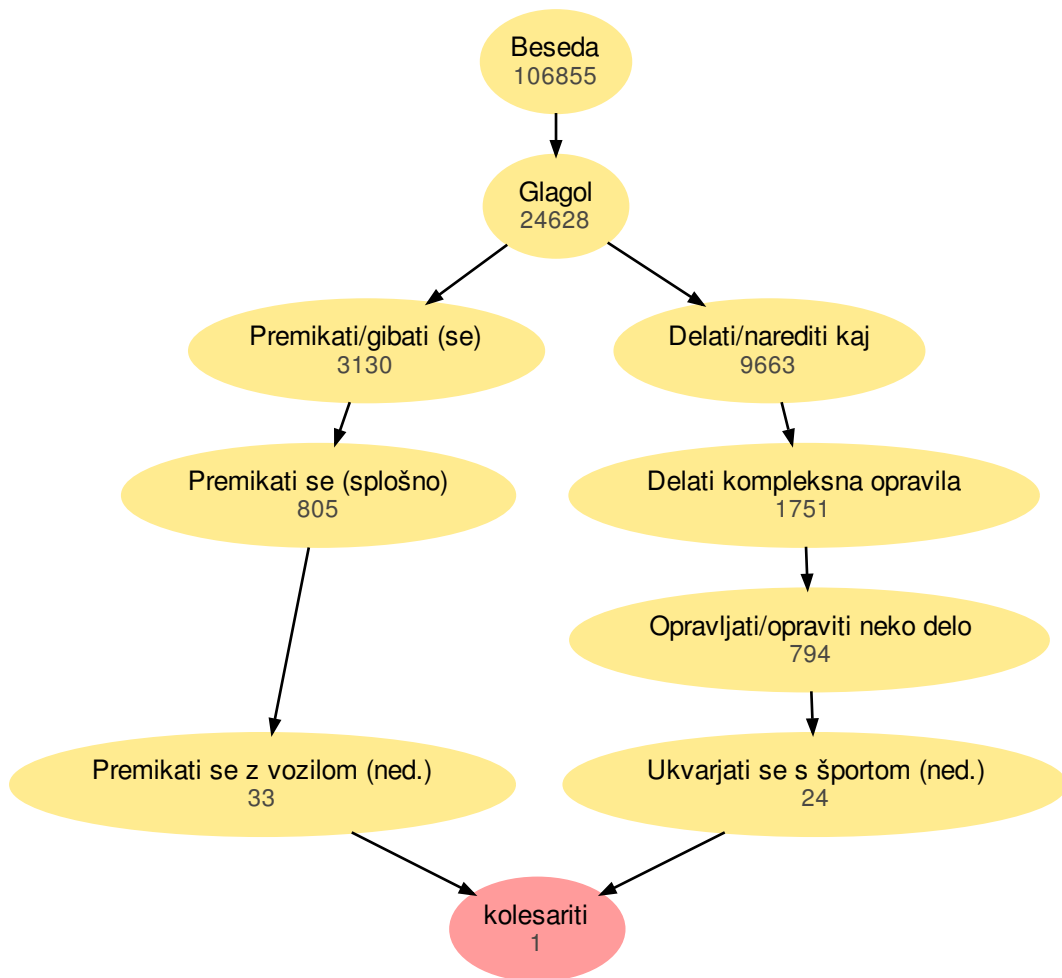 Beseda
106855
Glagol
24628
Premikati/gibati (se)
3130
Delati/narediti kaj
9663
Premikati se (splošno)
805
Delati kompleksna opravila
1751
Opravljati/opraviti neko delo
794
Premikati se z vozilom (ned.)
33
Ukvarjati se s športom (ned.)
24
kolesariti
1